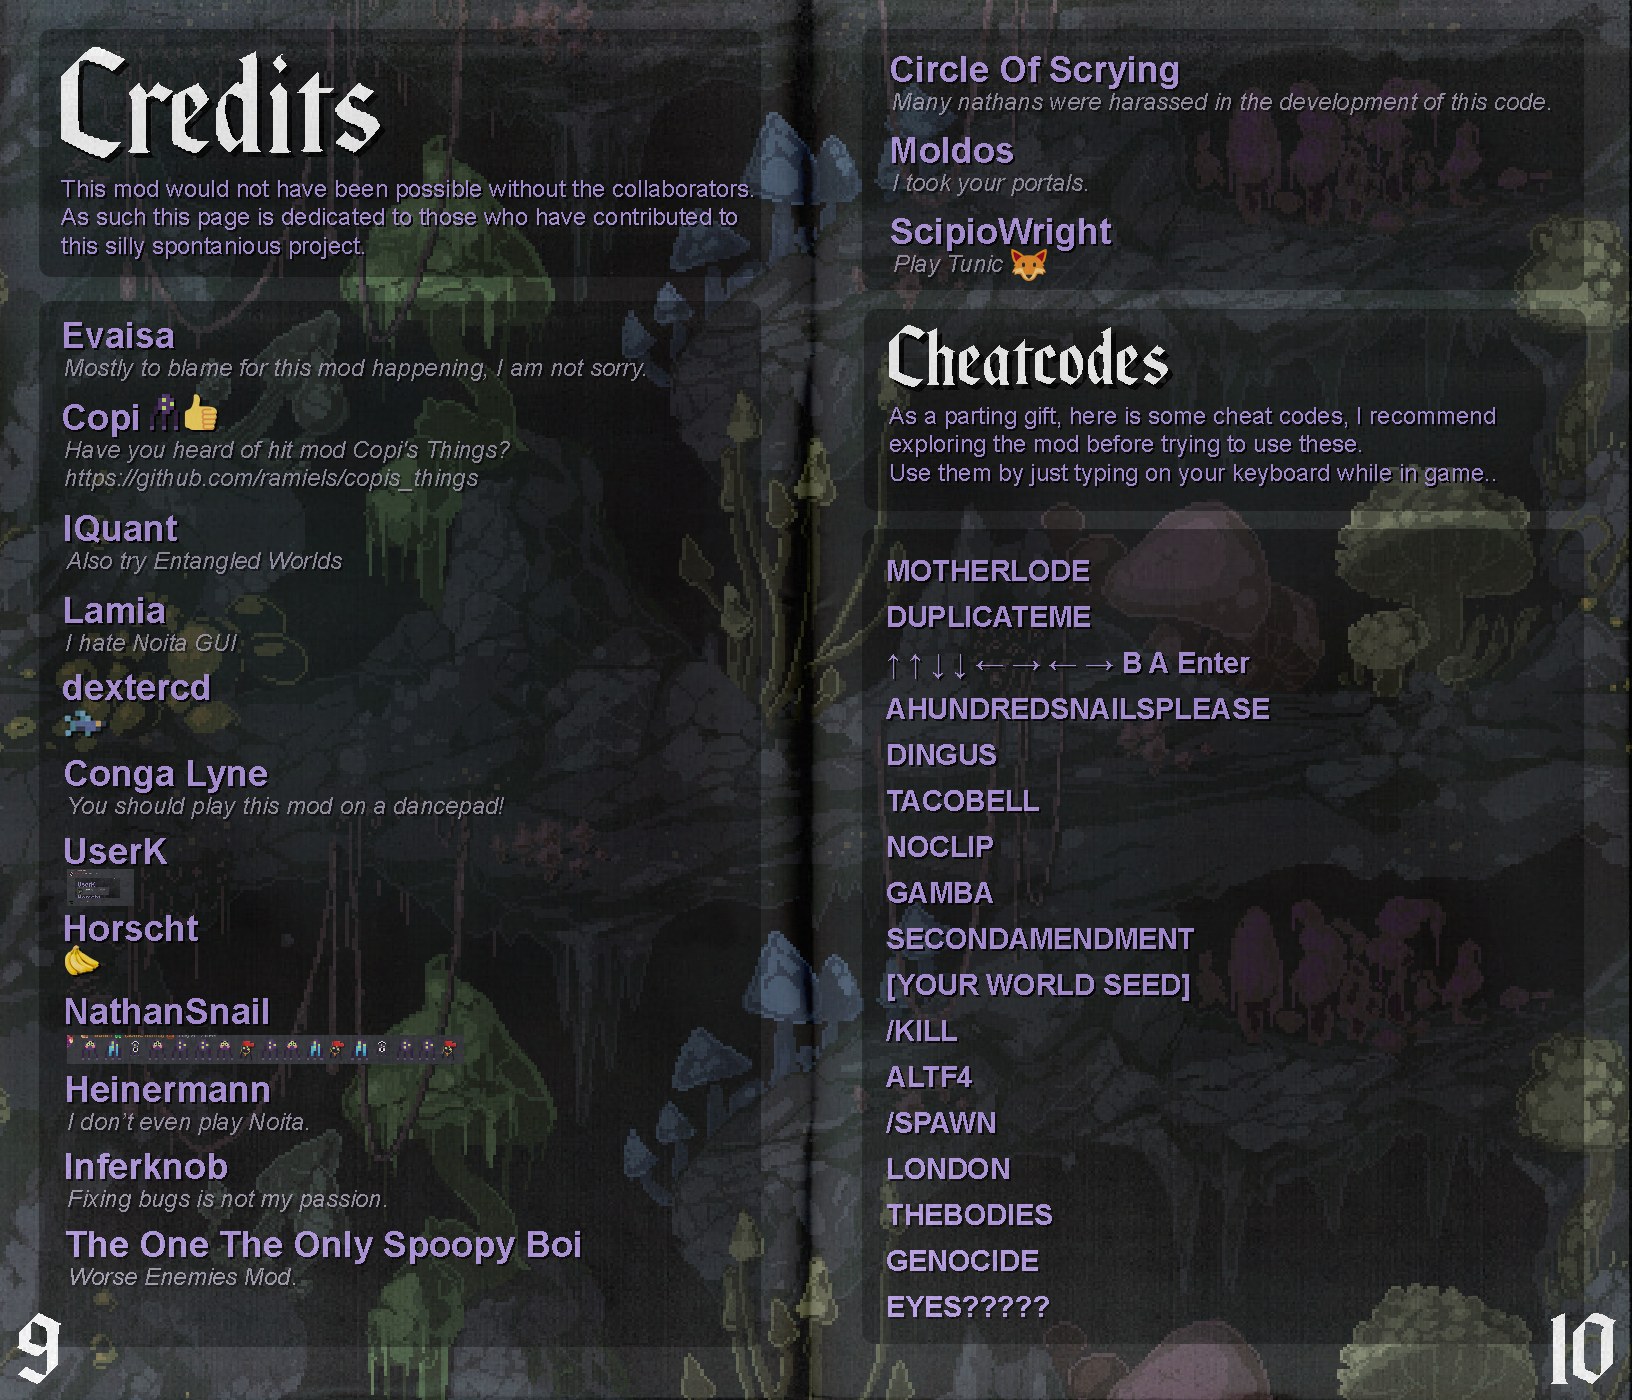 Credits
This mod would not have been possible without the collaborators.
As such this page is dedicated to those who have contributed to
this silly spontanious project.
Evaisa
Mostly to blame for this mod happening, I am not sorry.
Copi
Have you heard of hit mod Copi's Things?
https://github.com/ramiels/copis_things
IQuant
Also try Entangled Worlds
Lamia
I hate Noita GUI
dextercd
Conga Lyne
You should play this mod on a dancepad!
UserK
UserK
Horscht
NathanSnail
Heinermann
I don't even play Noita.
Inferknob
Fixing bugs is not my passion.
The One The Only Spoopy Boi
Worse Enemies Mod.
9
Circle Of Scrying
Many nathans were harassed in the development of this code.
Moldos
I took your portals.
ScipioWright
Play Tunic 🦊
Cheatcodes
As a parting gift, here is some cheat codes, I recommend
exploring the mod before trying to use these.
Use them by just typing on your keyboard while in game..
MOTHERLODE
DUPLICATEME
↑ ↑ ↓ ↓ ← → ← → B A Enter
AHUNDREDSNAILSPLEASE
DINGUS
TACOBELL
NOCLIP
GAMBA
SECONDAMENDMENT
[YOUR WORLD SEED]
/KILL
ALTF4
/SPAWN
LONDON
THEBODIES
GENOCIDE
EYES?????
10